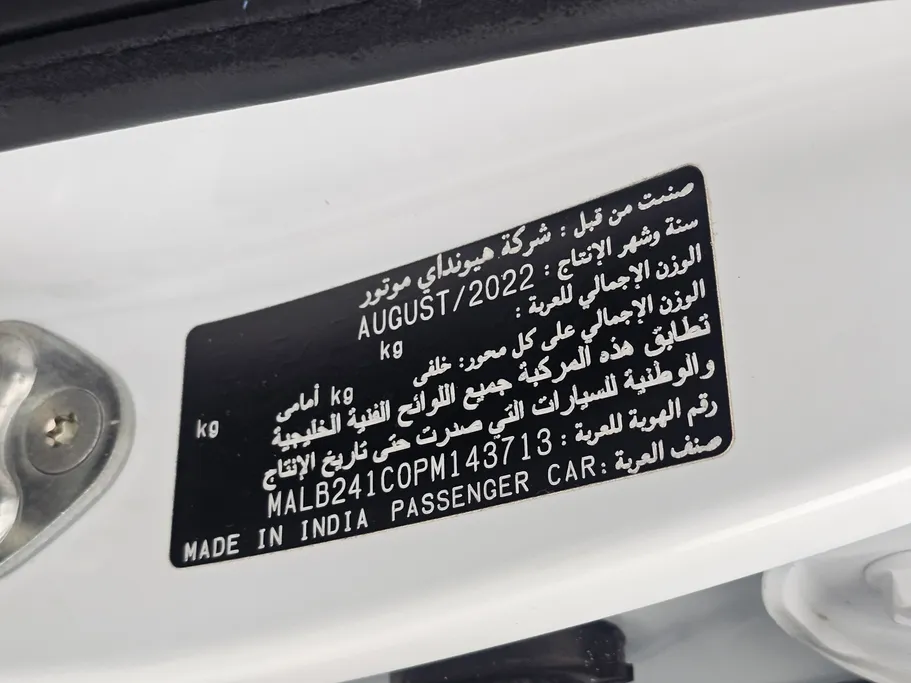 صنعت من قبل : شركة هيونداي موتور
سنة وشهر الإنتاج : AUGUST/2022
الوزن الإجمالي للعربة : kg
الوزن الإجمالي على كل محور: خلفى kg أمامى kg
تطابق هذه المركبة جميع اللوائح الفنية الخليجية
والوطنية للسيارات التي صدرت حتى تاريخ الإنتاج
رقم الهوية للعربة : MALB241C0PM143713
صنف العربة : PASSENGER CAR MADE IN INDIA